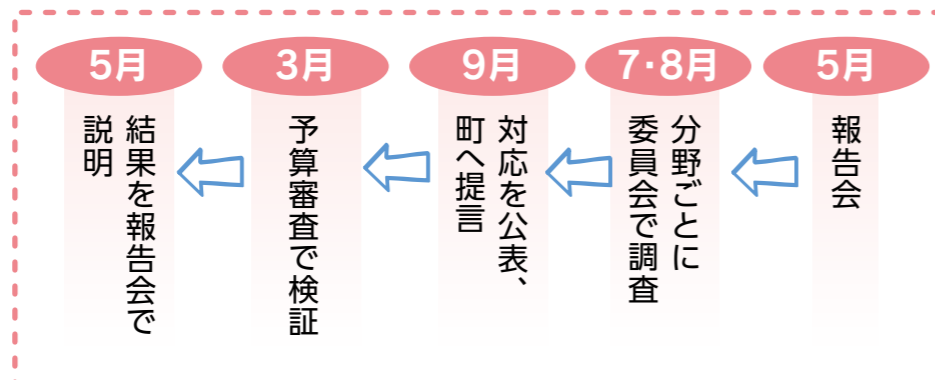 5月
報告会
7･8月
分野ごとに
委員会で調査
9月
対応を公表、
町へ提言
3月
予算審査で検証
5月
結果を報告会で
説明